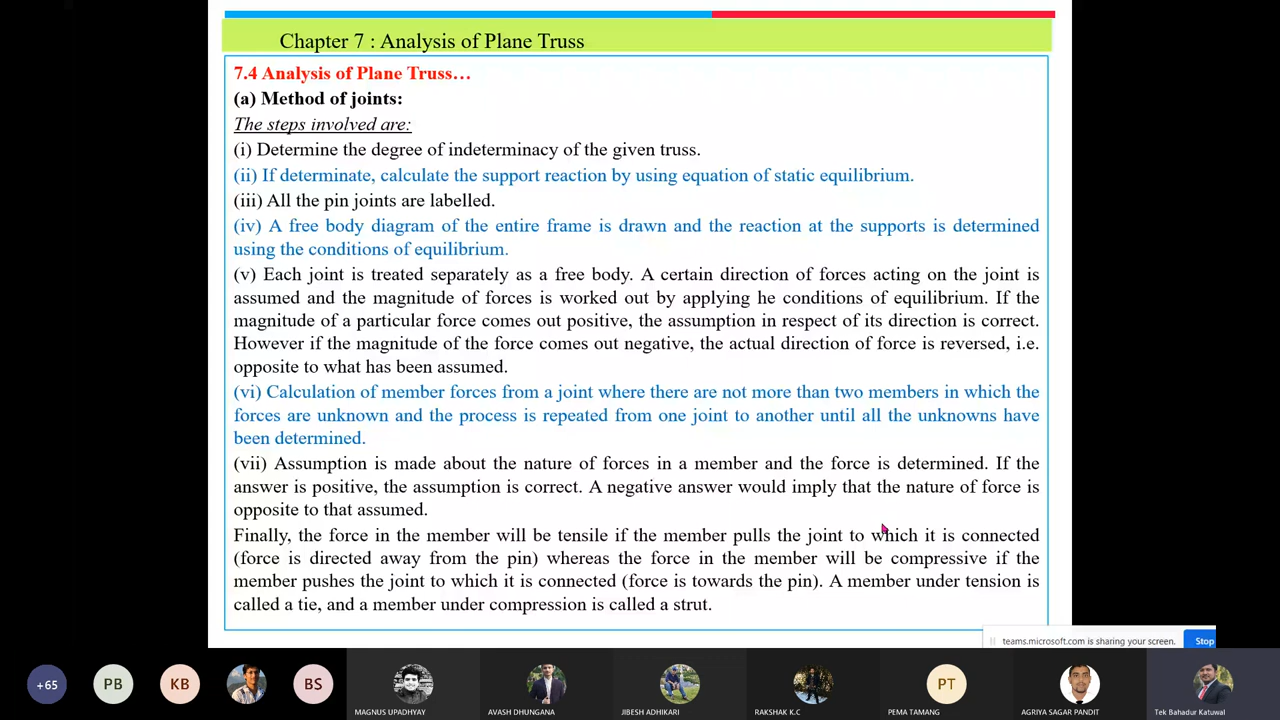 Chapter 7 : Analysis of Plane Truss
7.4 Analysis of Plane Truss…
(a) Method of joints:
The steps involved are:
(i) Determine the degree of indeterminacy of the given truss.
(ii) If determinate, calculate the support reaction by using equation of static equilibrium.
(iii) All the pin joints are labelled.
(iv) A free body diagram of the entire frame is drawn and the reaction at the supports is determined
using the conditions of equilibrium.
(v) Each joint is treated separately as a free body. A certain direction of forces acting on the joint is
assumed and the magnitude of forces is worked out by applying he conditions of equilibrium. If the
magnitude of a particular force comes out positive, the assumption in respect of its direction is correct.
However if the magnitude of the force comes out negative, the actual direction of force is reversed, i.e.
opposite to what has been assumed.
(vi) Calculation of member forces from a joint where there are not more than two members in which the
forces are unknown and the process is repeated from one joint to another until all the unknowns have
been determined.
(vii) Assumption is made about the nature of forces in a member and the force is determined. If the
answer is positive, the assumption is correct. A negative answer would imply that the nature of force is
opposite to that assumed.
Finally, the force in the member will be tensile if the member pulls the joint to which it is connected
(force is directed away from the pin) whereas the force in the member will be compressive if the
member pushes the joint to which it is connected (force is towards the pin). A member under tension is
called a tie, and a member under compression is called a strut.
teams.microsoft.com is sharing your screen. Stop
+65 PB KB BS PT
MAGNUS UPADHYAY AVASH DHUNGANA JIBESH ADHIKARI RAKSHAK K.C PEMA TAMANG AGRIYA SAGAR PANDIT Tek Bahadur Katuwal